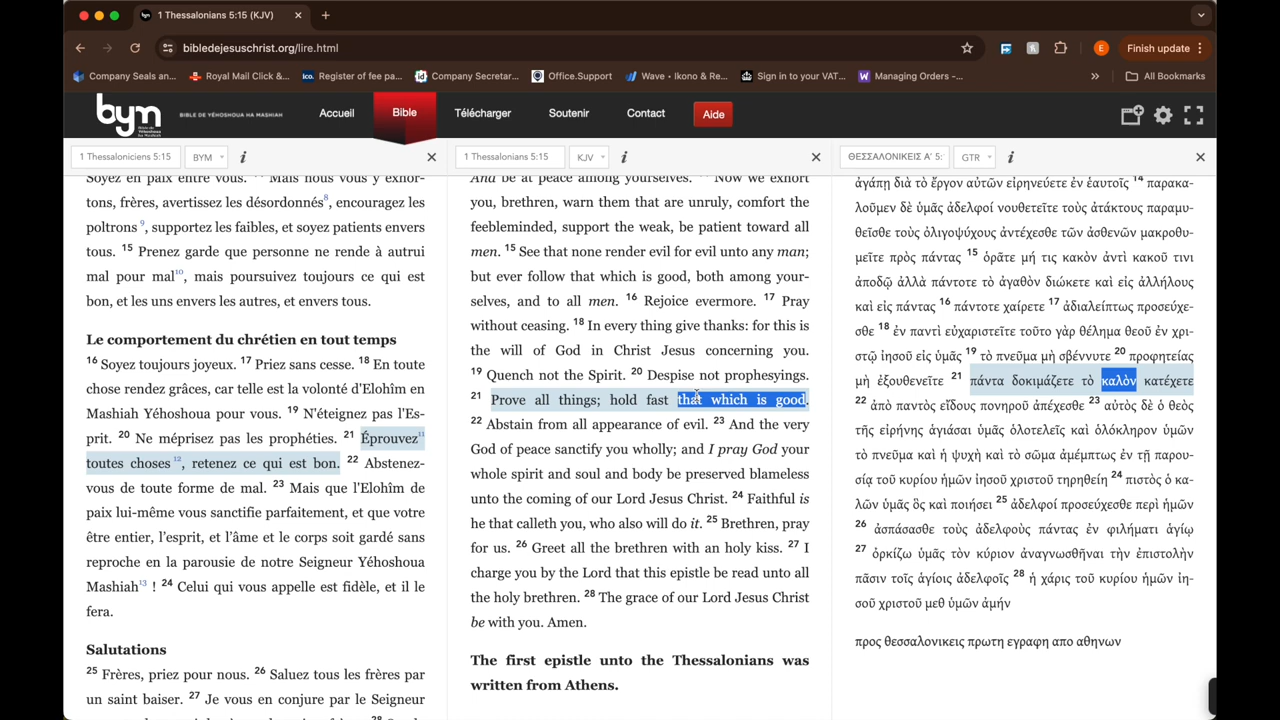 1 Thessalonians 5:15 (KJV)
bibledejesuschrist.org/lire.html
E
Finish update
Company Seals an...
Royal Mail Click &...
ico.
Register of fee pa...
Company Secretar...
Office.Support
Wave • Ikono & Re...
Sign in to your VAT...
Managing Orders –...
All Bookmarks
bym
BIBLE DE YÉHOSHOUA HA MASHIAH
Accueil
Bible
Télécharger
Soutenir
Contact
Aide
1 Thessaloniciens 5:15
BYM
Soyez en paix entre vous. Mais nous vous y exhor-
tons, frères, avertissez les désordonnés8, encouragez les
poltrons 9, supportez les faibles, et soyez patients envers
tous. 15 Prenez garde que personne ne rende à autrui
mal pour mal10, mais poursuivez toujours ce qui est
bon, et les uns envers les autres, et envers tous.
Le comportement du chrétien en tout temps
16 Soyez toujours joyeux. 17 Priez sans cesse. 18 En toute
chose rendez grâces, car telle est la volonté d'Elohîm en
Mashiah Yéhoshoua pour vous. 19 N'éteignez pas l'Es-
prit. 20 Ne méprisez pas les prophéties. 21 Éprouvez11
toutes choses 12, retenez ce qui est bon. 22 Abstenez-
vous de toute forme de mal. 23 Mais que l'Elohîm de
paix lui-même vous sanctifie parfaitement, et que votre
être entier, l'esprit, et l'âme et le corps soit gardé sans
reproche en la parousie de notre Seigneur Yéhoshoua
Mashiah13 ! 24 Celui qui vous appelle est fidèle, et il le
fera.
Salutations
25 Frères, priez pour nous. 26 Saluez tous les frères par
un saint baiser. 27 Je vous en conjure par le Seigneur
1 Thessalonians 5:15
KJV
And be at peace among yourselves. Now we exhort
you, brethren, warn them that are unruly, comfort the
feebleminded, support the weak, be patient toward all
men. 15 See that none render evil for evil unto any man;
but ever follow that which is good, both among your-
selves, and to all men. 16 Rejoice evermore. 17 Pray
without ceasing. 18 In every thing give thanks: for this is
the will of God in Christ Jesus concerning you.
19 Quench not the Spirit. 20 Despise not prophesyings.
21 Prove all things; hold fast that which is good.
22 Abstain from all appearance of evil. 23 And the very
God of peace sanctify you wholly; and I pray God your
whole spirit and soul and body be preserved blameless
unto the coming of our Lord Jesus Christ. 24 Faithful is
he that calleth you, who also will do it. 25 Brethren, pray
for us. 26 Greet all the brethren with an holy kiss. 27 I
charge you by the Lord that this epistle be read unto all
the holy brethren. 28 The grace of our Lord Jesus Christ
be with you. Amen.
The first epistle unto the Thessalonians was
written from Athens.
ΘΕΣΣΑΛΟΝΙΚΕΙΣ Α' 5:
GTR
ἀγάπῃ διὰ τὸ ἔργον αὐτῶν εἰρηνεύετε ἐν ἑαυτοῖς 14 παρακα-
λοῦμεν δὲ ὑμᾶς ἀδελφοί νουθετεῖτε τοὺς ἀτάκτους παραμυ-
θεῖσθε τοὺς ὀλιγοψύχους ἀντέχεσθε τῶν ἀσθενῶν μακροθυ-
μεῖτε πρὸς πάντας 15 ὁρᾶτε μή τις κακὸν ἀντὶ κακοῦ τινι
ἀποδῷ ἀλλὰ πάντοτε τὸ ἀγαθὸν διώκετε καὶ εἰς ἀλλήλους
καὶ εἰς πάντας 16 πάντοτε χαίρετε 17 ἀδιαλείπτως προσεύχε-
σθε 18 ἐν παντὶ εὐχαριστεῖτε τοῦτο γὰρ θέλημα θεοῦ ἐν χρι-
στῷ ἰησοῦ εἰς ὑμᾶς 19 τὸ πνεῦμα μὴ σβέννυτε 20 προφητείας
μὴ ἐξουθενεῖτε 21 πάντα δοκιμάζετε τὸ καλὸν κατέχετε
22 ἀπὸ παντὸς εἴδους πονηροῦ ἀπέχεσθε 23 αὐτὸς δὲ ὁ θεὸς
τῆς εἰρήνης ἁγιάσαι ὑμᾶς ὁλοτελεῖς καὶ ὁλόκληρον ὑμῶν
τὸ πνεῦμα καὶ ἡ ψυχὴ καὶ τὸ σῶμα ἀμέμπτως ἐν τῇ παρου-
σίᾳ τοῦ κυρίου ἡμῶν ἰησοῦ χριστοῦ τηρηθείη 24 πιστὸς ὁ κα-
λῶν ὑμᾶς ὃς καὶ ποιήσει 25 ἀδελφοί προσεύχεσθε περὶ ἡμῶν
26 ἀσπάσασθε τοὺς ἀδελφοὺς πάντας ἐν φιλήματι ἁγίῳ
27 ὁρκίζω ὑμᾶς τὸν κύριον ἀναγνωσθῆναι τὴν ἐπιστολὴν
πᾶσιν τοῖς ἁγίοις ἀδελφοῖς 28 ἡ χάρις τοῦ κυρίου ἡμῶν ἰη-
σοῦ χριστοῦ μεθ ὑμῶν ἀμήν
προς θεσσαλονικεις πρωτη εγραφη απο αθηνων